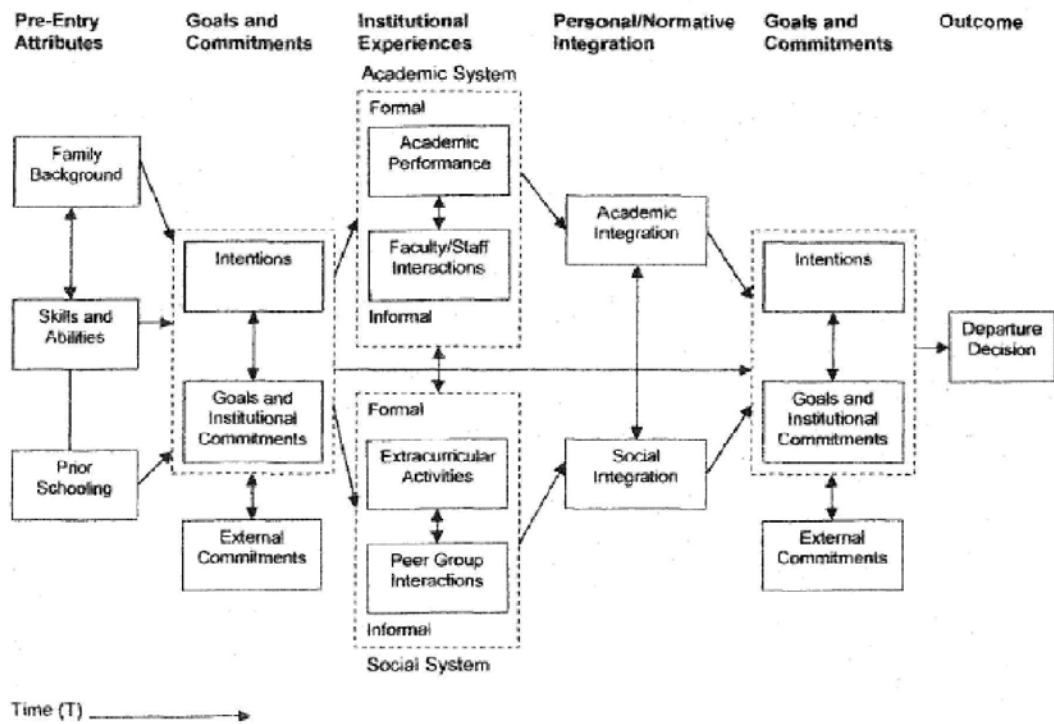 Pre-Entry
Attributes
Goals and
Commitments
Institutional
Experiences
Personal/Normative
Integration
Goals and
Commitments
Outcome
Academic System
Formal
Academic
Performance
Faculty/Staff
Interactions
Informal
Family
Background
Skills and
Abilities
Prior
Schooling
Intentions
Goals and
Institutional
Commitments
External
Commitments
Formal
Extracurricular
Activities
Peer Group
Interactions
Informal
Social System
Academic
Integration
Social
Integration
Intentions
Goals and
Institutional
Commitments
External
Commitments
Departure
Decision
Time (T)